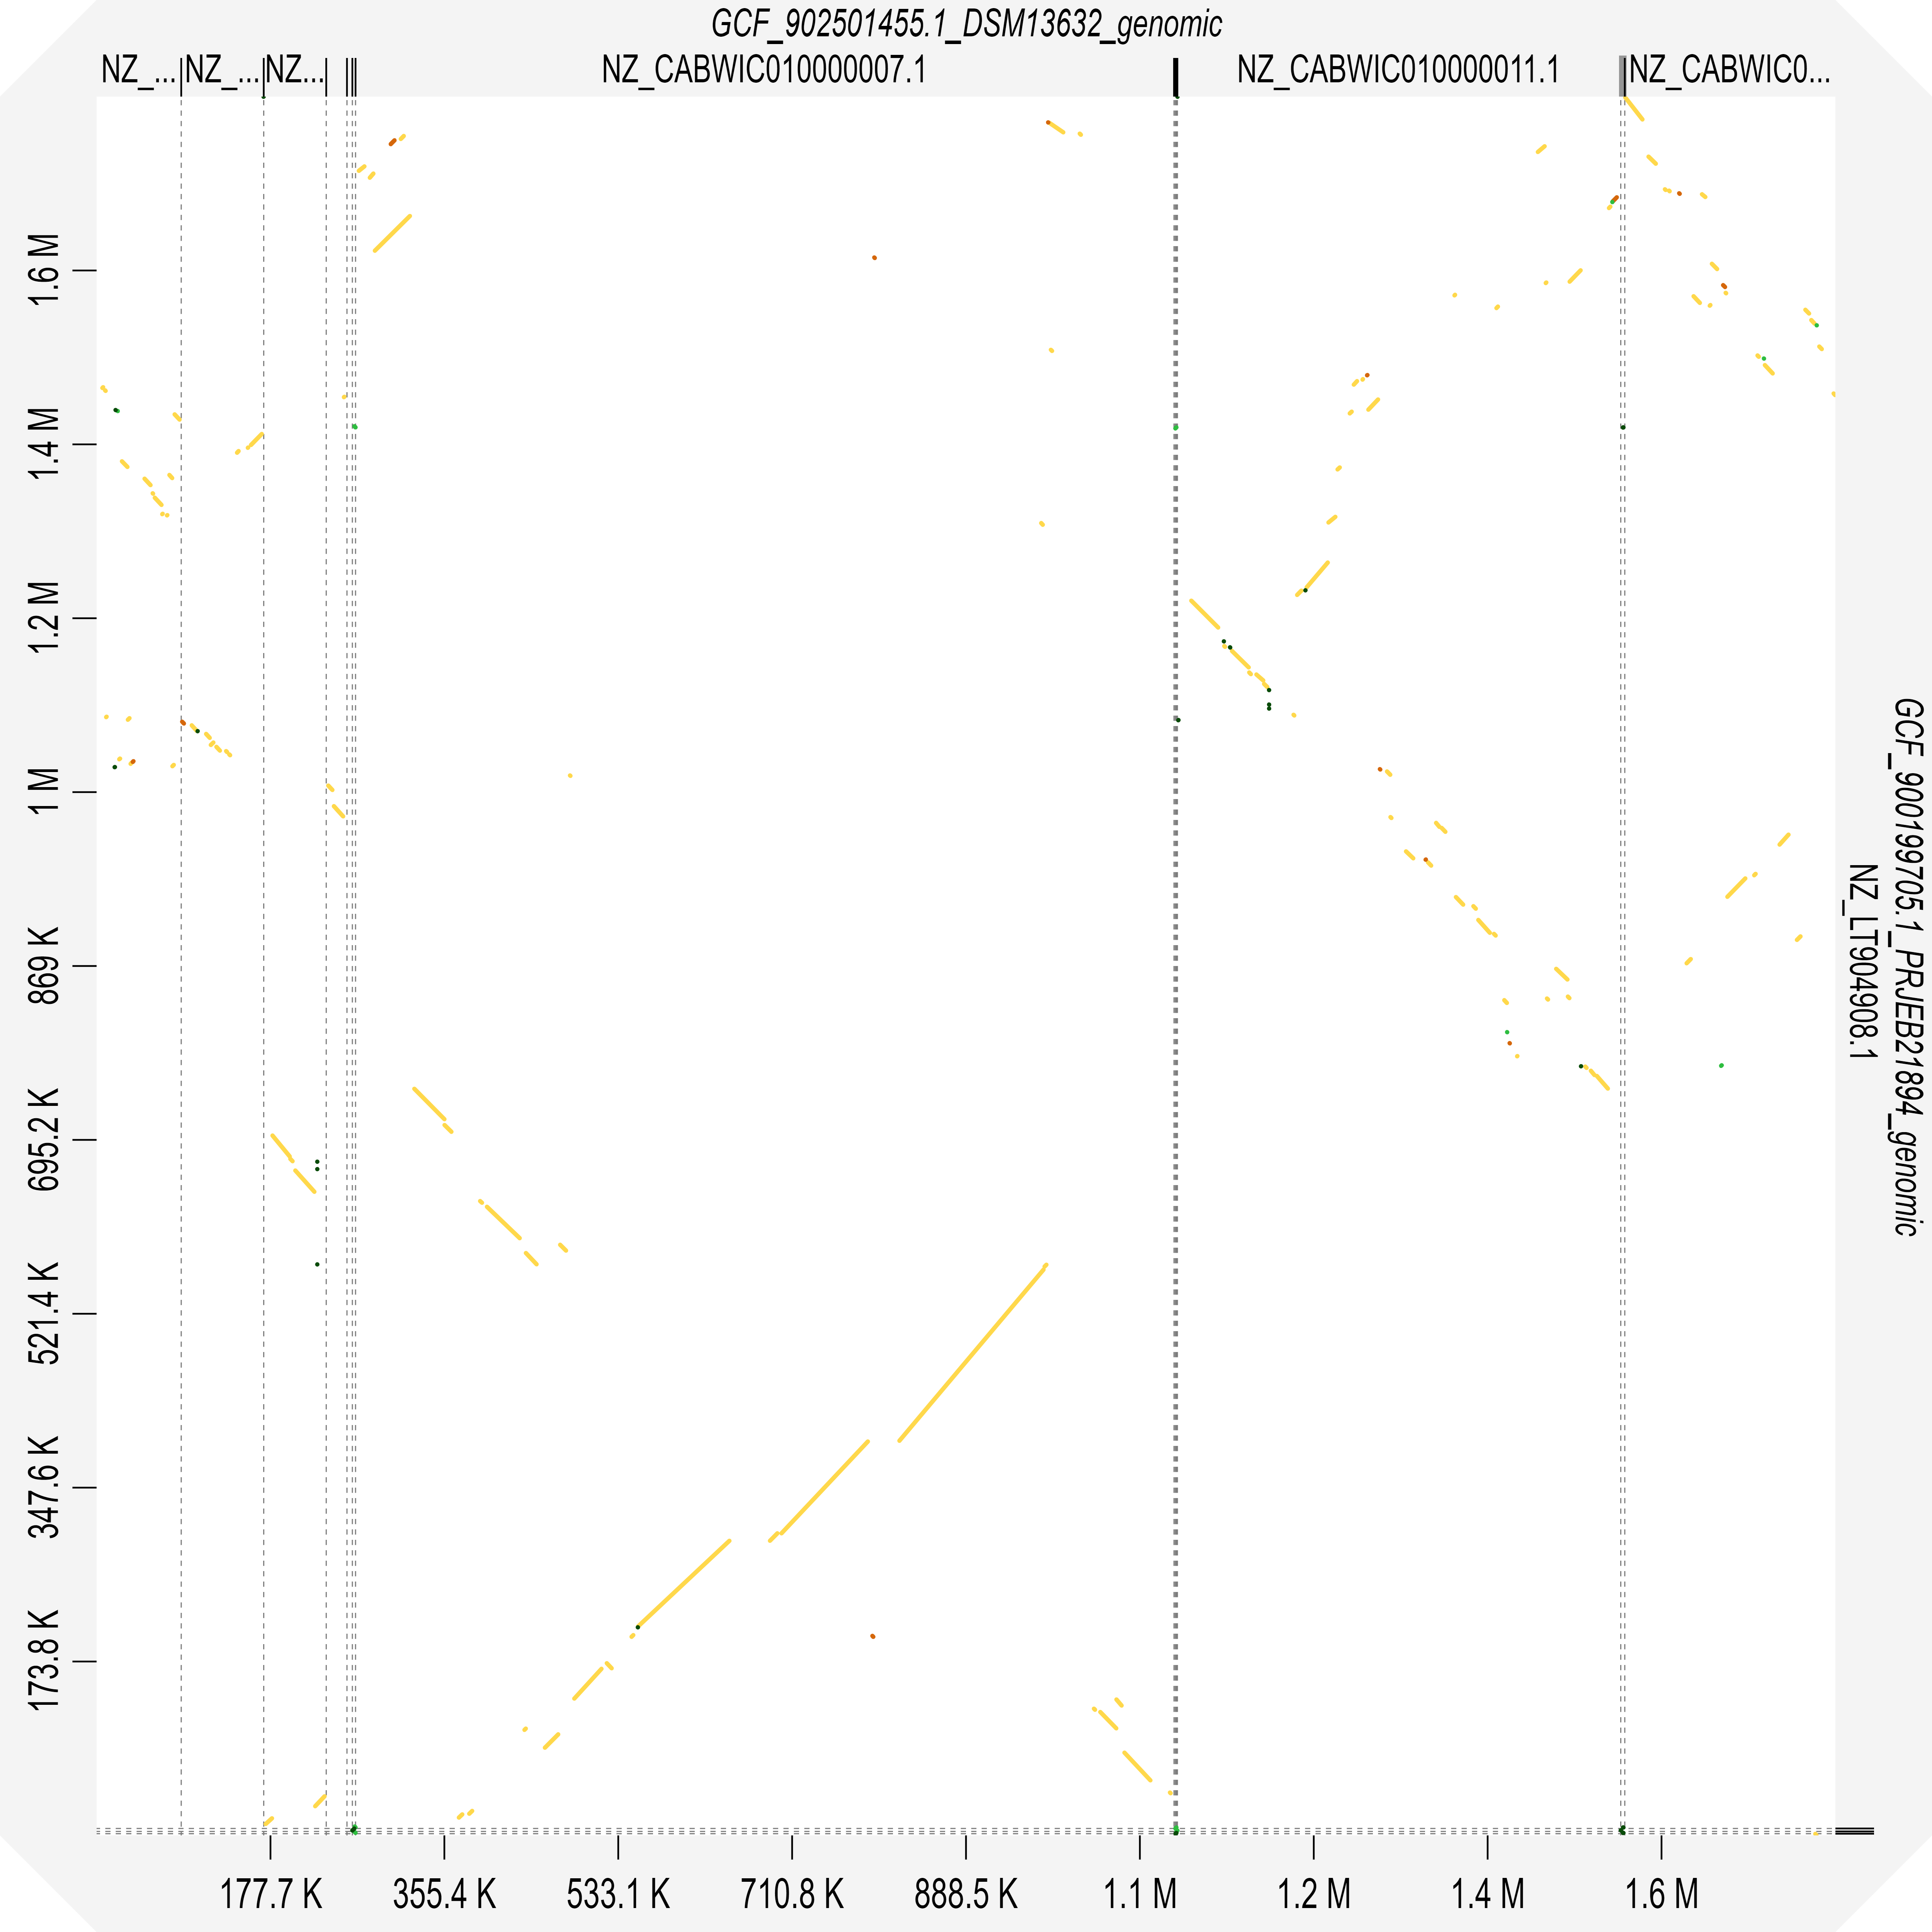 GCF_902501455.1_DSM13632_genomic
NZ_... NZ_... NZ... NZ_CABWIC010000007.1 NZ_CABWIC010000011.1 NZ_CABWIC0...
1.6 M
1.4 M
1.2 M
1 M
869 K
695.2 K
521.4 K
347.6 K
173.8 K
GCF_900199705.1_PRJEB21894_genomic
NZ_LT904908.1
177.7 K 355.4 K 533.1 K 710.8 K 888.5 K 1.1 M 1.2 M 1.4 M 1.6 M